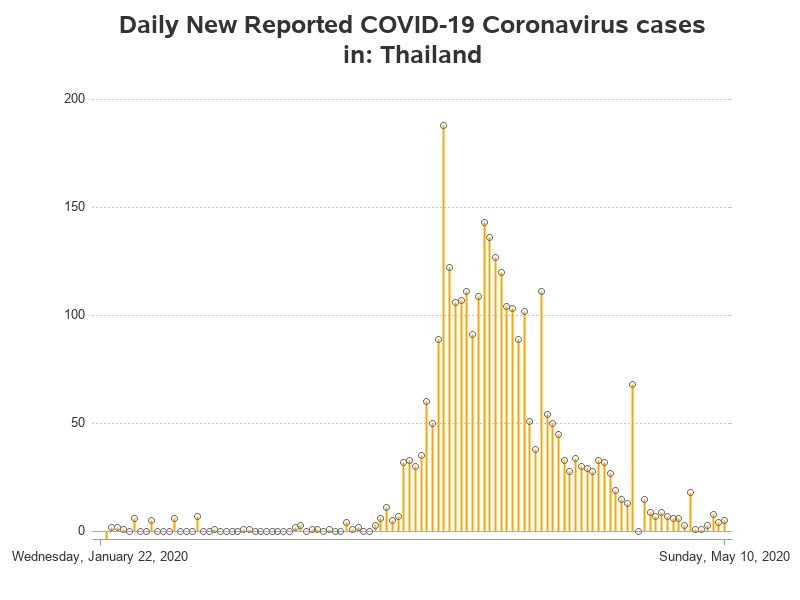 Daily New Reported COVID-19 Coronavirus cases
in: Thailand
200
150
100
50
0
Wednesday, January 22, 2020
Sunday, May 10, 2020